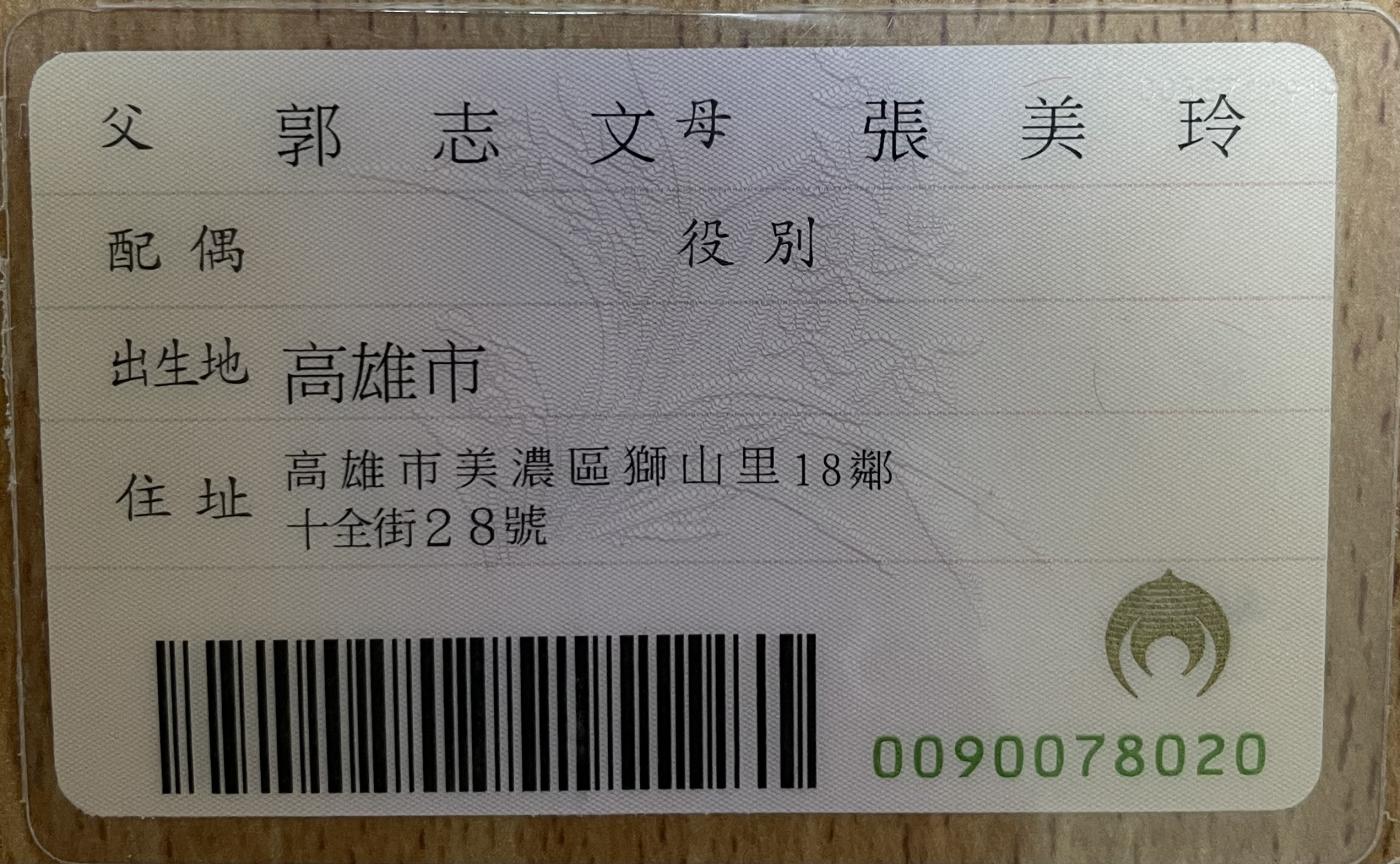 父 郭志文 母 張美玲
配偶 役別
出生地 高雄市
住址 高雄市美濃區獅山里18鄰
十全街28號
0090078020